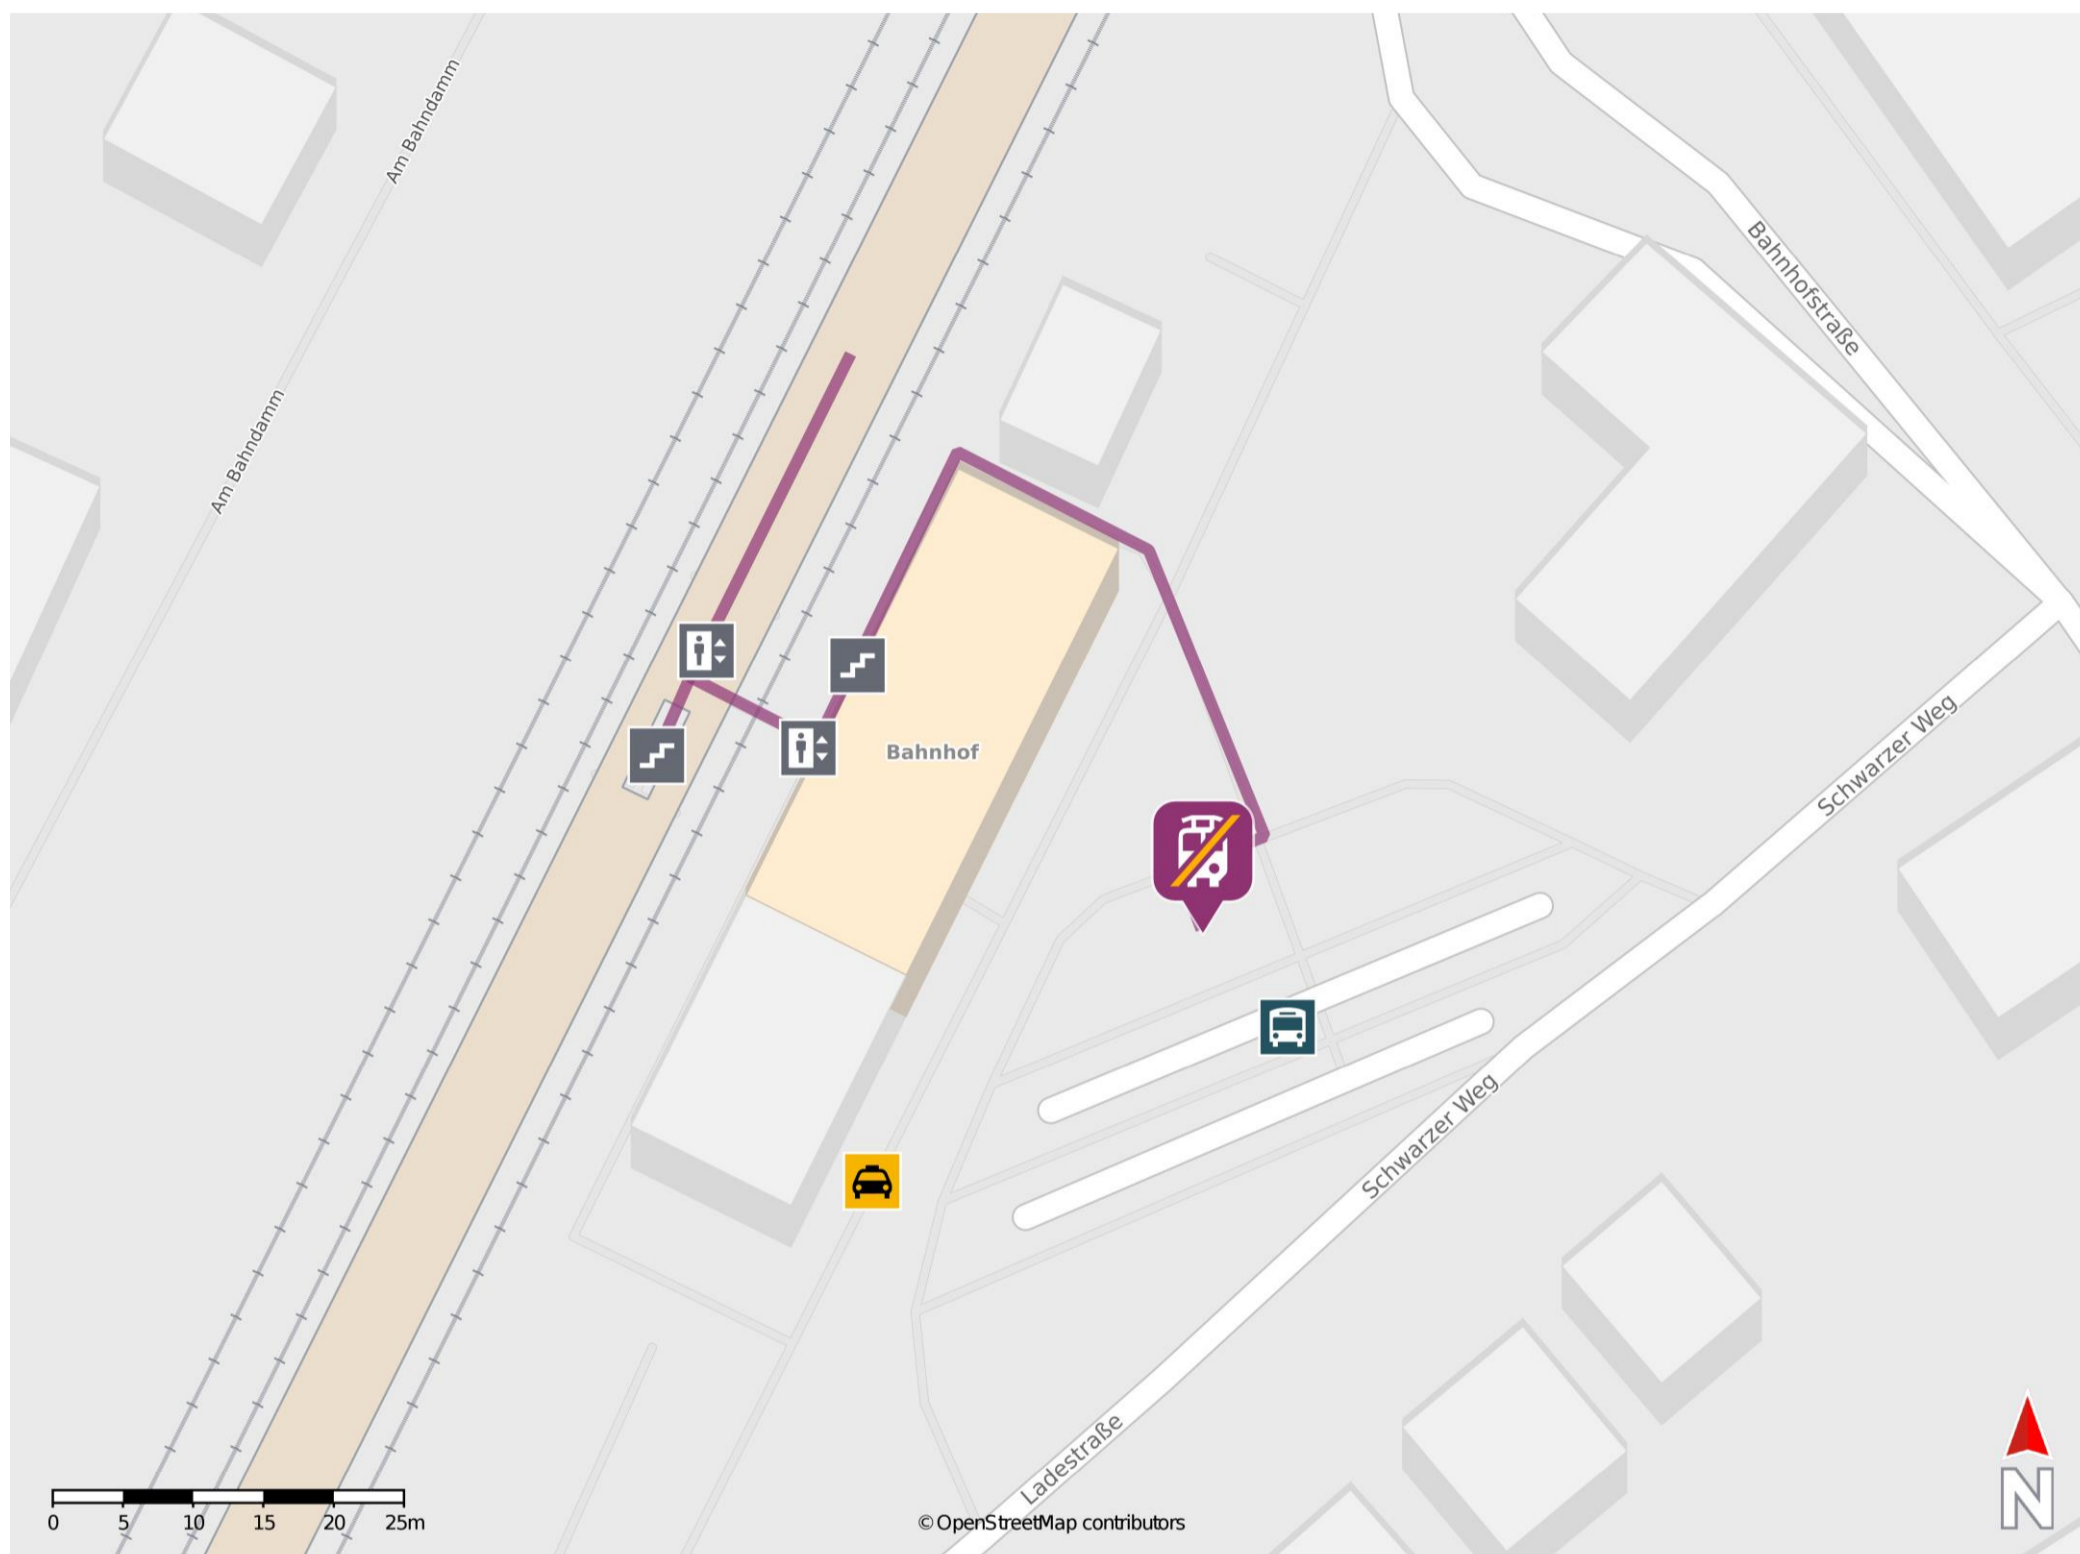 Am Bahndamm
Bahnhofstraße
Am Bahndamm
Bahnhof
Schwarzer Weg
Schwarzer Weg
Ladestraße
0 5 10 15 20 25m
© OpenStreetMap contributors
N